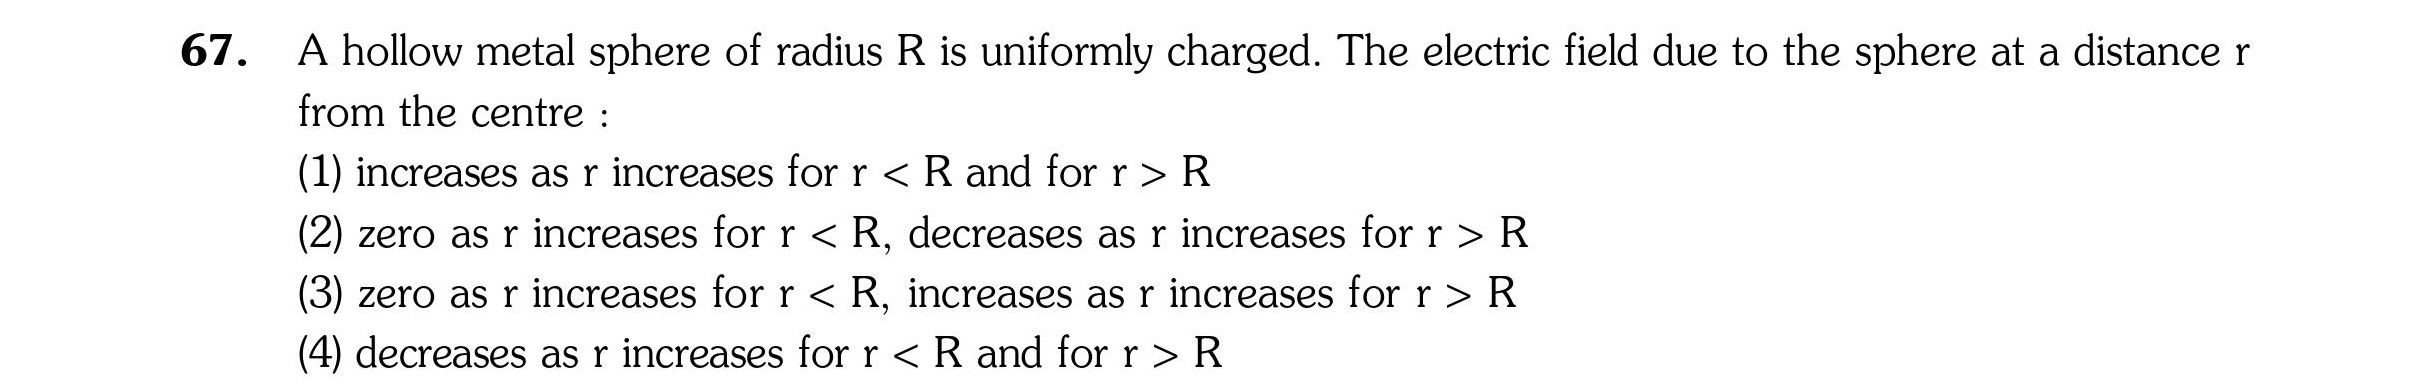 67. A hollow metal sphere of radius R is uniformly charged. The electric field due to the sphere at a distance r
from the centre :
(1) increases as r increases for r < R and for r > R
(2) zero as r increases for r < R, decreases as r increases for r > R
(3) zero as r increases for r < R, increases as r increases for r > R
(4) decreases as r increases for r < R and for r > R